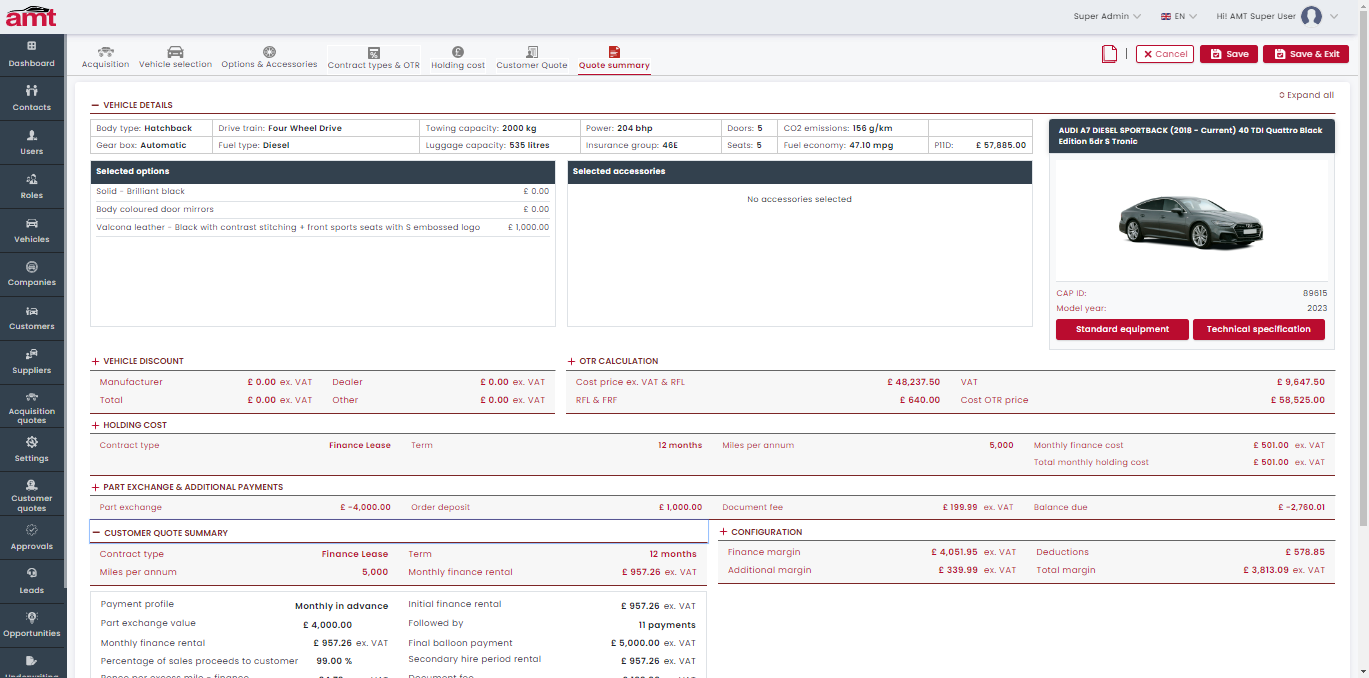 amt
Super Admin
EN
Hi! AMT Super User
Dashboard
Contacts
Users
Roles
Vehicles
Companies
Customers
Suppliers
Acquisition
quotes
Settings
Customer
quotes
Approvals
Leads
Opportunities
Acquisition
Vehicle selection
Options & Accessories
Contract types & OTR
Holding cost
Customer Quote
Quote summary
Cancel
Save
Save & Exit
Expand all
VEHICLE DETAILS
Body type: Hatchback
Drive train: Four Wheel Drive
Towing capacity: 2000 kg
Power: 204 bhp
Doors: 5
CO2 emissions: 156 g/km
Gear box: Automatic
Fuel type: Diesel
Luggage capacity: 535 litres
Insurance group: 46E
Seats: 5
Fuel economy: 47.10 mpg
P11D: £ 57,885.00
Selected options
Solid - Brilliant black £ 0.00
Body coloured door mirrors £ 0.00
Valcona leather - Black with contrast stitching + front sports seats with S embossed logo £ 1,000.00
Selected accessories
No accessories selected
AUDI A7 DIESEL SPORTBACK (2018 - Current) 40 TDI Quattro Black
Edition 5dr S Tronic
CAP ID: 89615
Model year: 2023
Standard equipment
Technical specification
VEHICLE DISCOUNT
Manufacturer £ 0.00 ex. VAT Dealer £ 0.00 ex. VAT
Total £ 0.00 ex. VAT Other £ 0.00 ex. VAT
OTR CALCULATION
Cost price ex. VAT & RFL £ 48,237.50 VAT £ 9,647.50
RFL & FRF £ 640.00 Cost OTR price £ 58,525.00
HOLDING COST
Contract type Finance Lease Term 12 months Miles per annum 5,000 Monthly finance cost £ 501.00 ex. VAT
Total monthly holding cost £ 501.00 ex. VAT
PART EXCHANGE & ADDITIONAL PAYMENTS
Part exchange £ -4,000.00 Order deposit £ 1,000.00 Document fee £ 199.99 ex. VAT Balance due £ -2,760.01
CUSTOMER QUOTE SUMMARY
Contract type Finance Lease Term 12 months
Miles per annum 5,000 Monthly finance rental £ 957.26 ex. VAT
CONFIGURATION
Finance margin £ 4,051.95 ex. VAT Deductions £ 578.85
Additional margin £ 339.99 ex. VAT Total margin £ 3,813.09 ex. VAT
Payment profile Monthly in advance Initial finance rental £ 957.26 ex. VAT
Part exchange value £ 4,000.00 Followed by 11 payments
Monthly finance rental £ 957.26 ex. VAT Final balloon payment £ 5,000.00 ex. VAT
Percentage of sales proceeds to customer 99.00 % Secondary hire period rental £ 957.26 ex. VAT